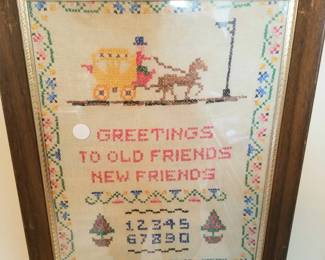 GREETINGS
TO OLD FRIENDS
NEW FRIENDS
12345
67890